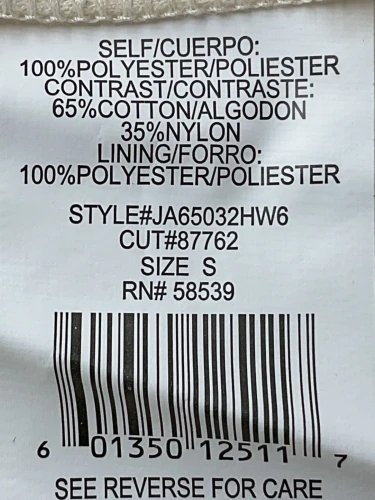 SELF/CUERPO:
100%POLYESTER/POLIESTER
CONTRAST/CONTRASTE:
65%COTTON/ALGODON
35%NYLON
LINING/FORRO:
100%POLYESTER/POLIESTER
STYLE#JA65032HW6
CUT#87762
SIZE S
RN# 58539
6 01350 12511 7
SEE REVERSE FOR CARE